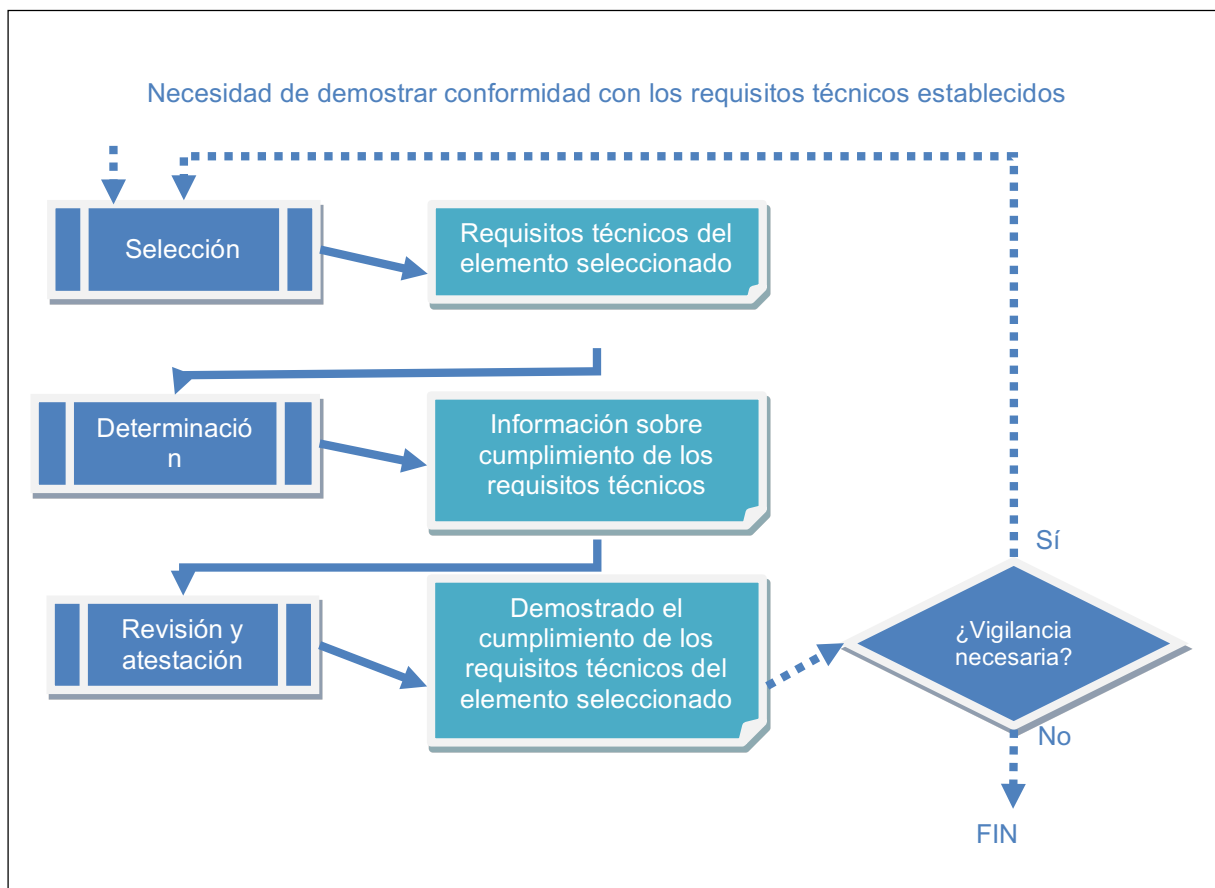 Necesidad de demostrar conformidad con los requisitos técnicos establecidos
Selección
Requisitos técnicos del
elemento seleccionado
Determinació
n
Información sobre
cumplimiento de los
requisitos técnicos
Revisión y
atestación
Demostrado el
cumplimiento de los
requisitos técnicos del
elemento seleccionado
Sí
¿Vigilancia
necesaria?
No
FIN